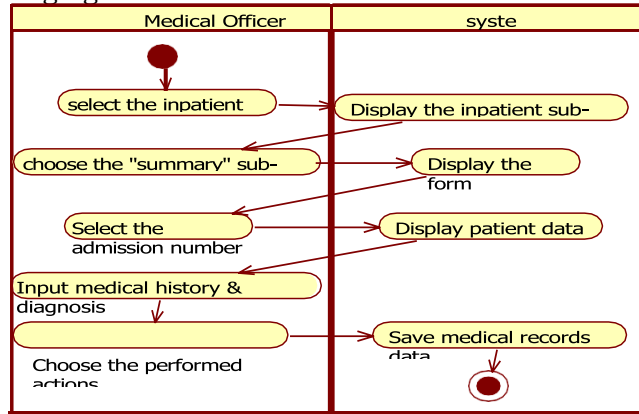 Medical Officer
syste
select the inpatient
Display the inpatient sub-
choose the "summary" sub-
Display the
form
Select the
admission number
Display patient data
Input medical history &
diagnosis
Choose the performed
actions
Save medical records
data